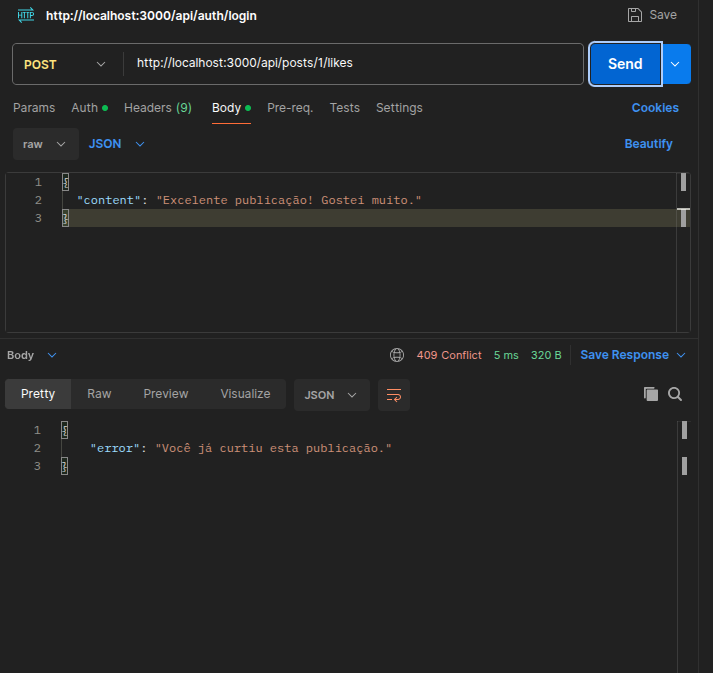 HTTP http://localhost:3000/api/auth/login Save
POST http://localhost:3000/api/posts/1/likes Send
Params Auth Headers (9) Body Pre-req. Tests Settings Cookies
raw JSON Beautify
1 {
2 "content": "Excelente publicação! Gostei muito."
3 }
Body 409 Conflict 5 ms 320 B Save Response
Pretty Raw Preview Visualize JSON
1 {
2 "error": "Você já curtiu esta publicação."
3 }